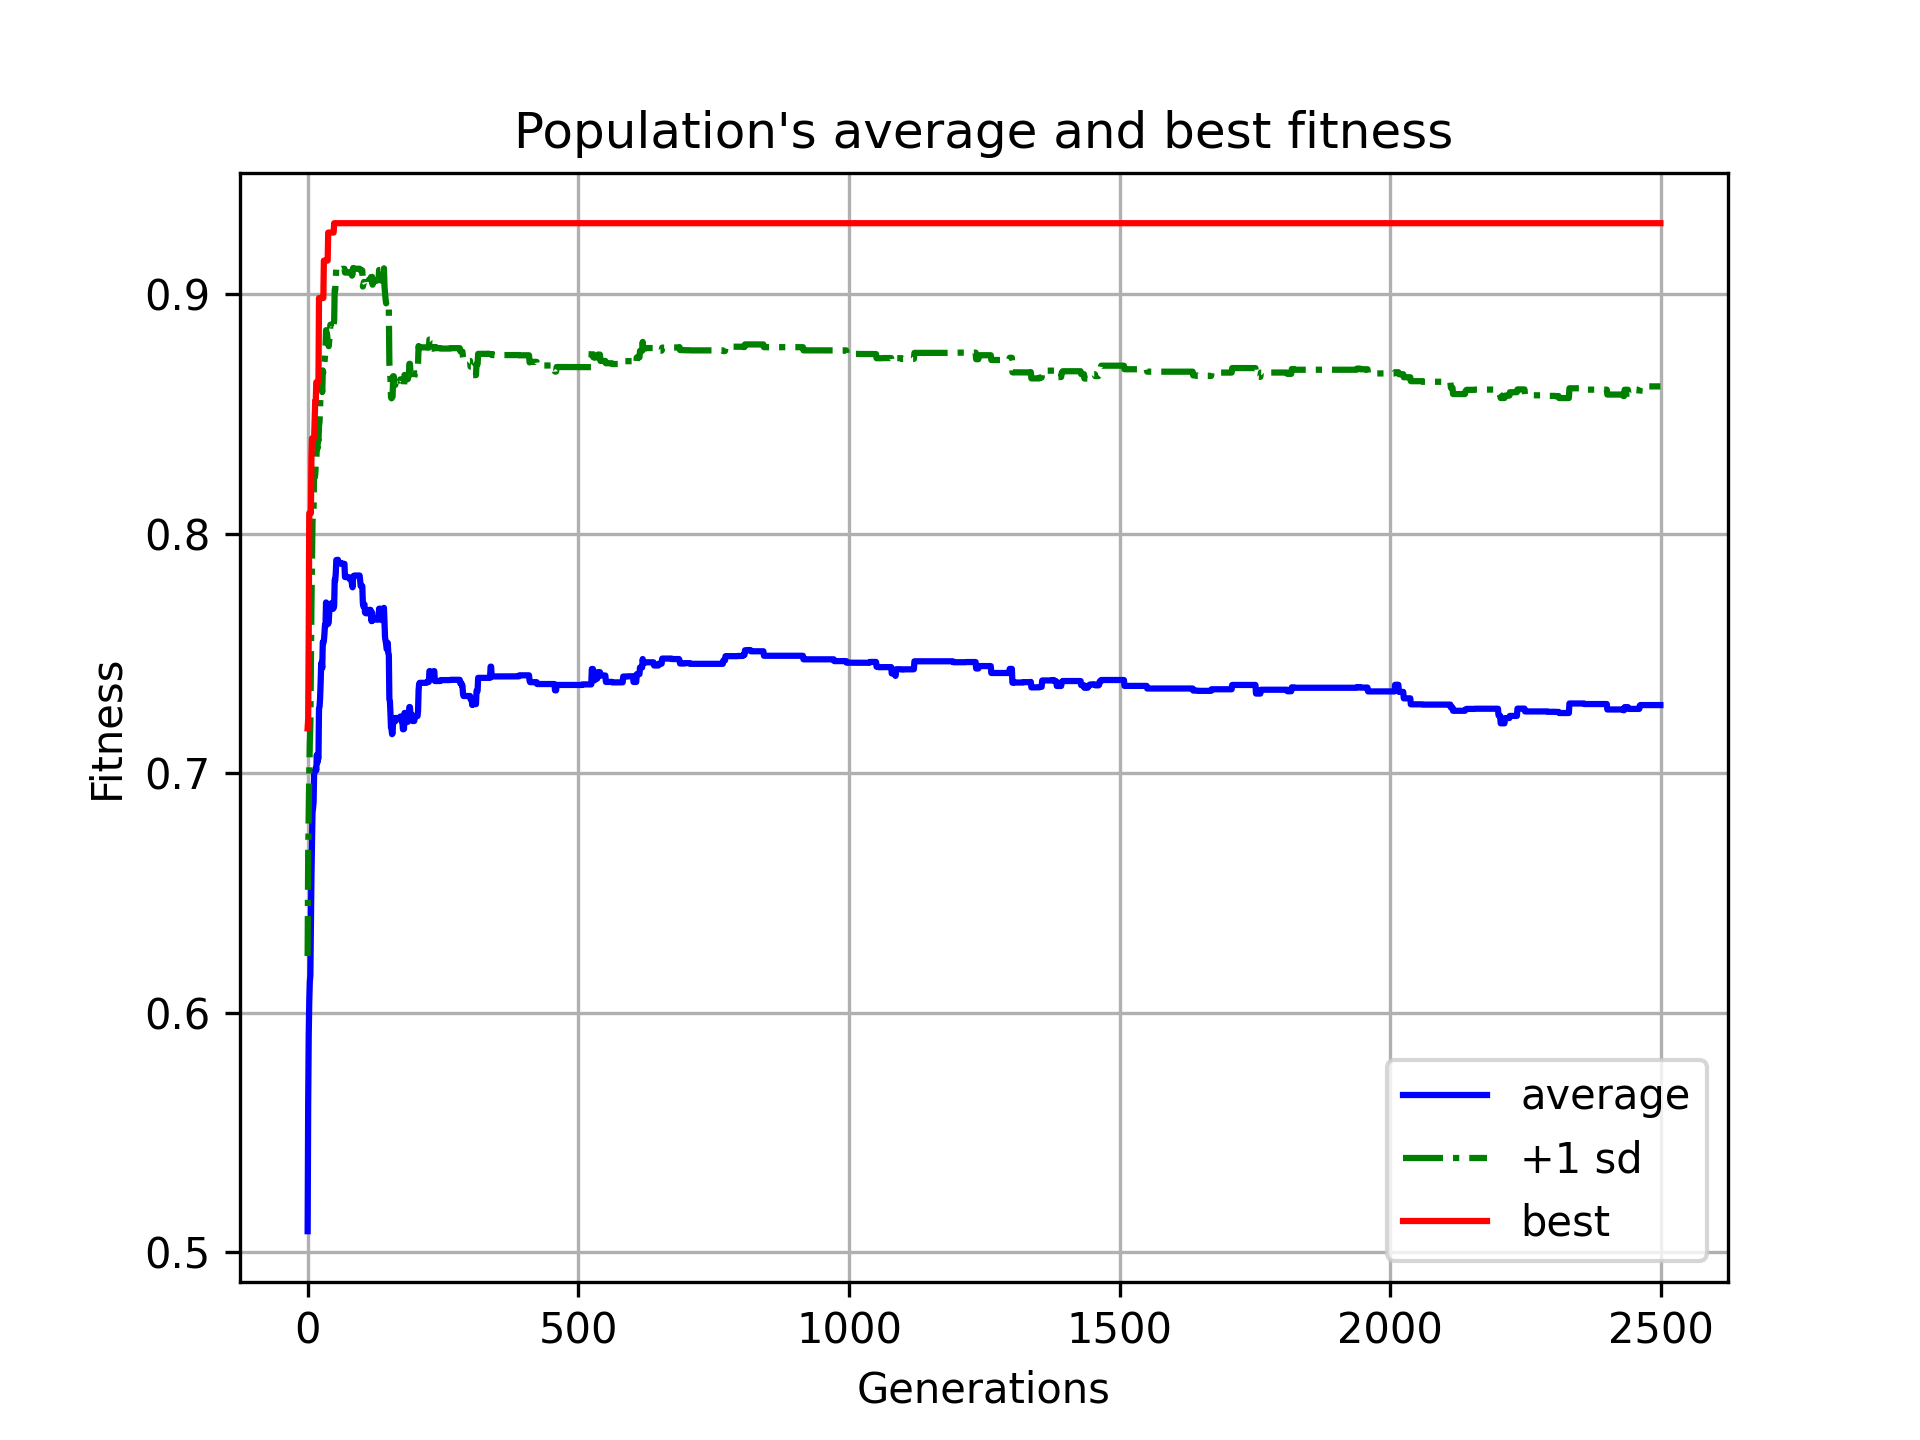 Population's average and best fitness
Fitness
0.9
0.8
0.7
0.6
0.5
0
500
1000
1500
2000
2500
Generations
average
+1 sd
best